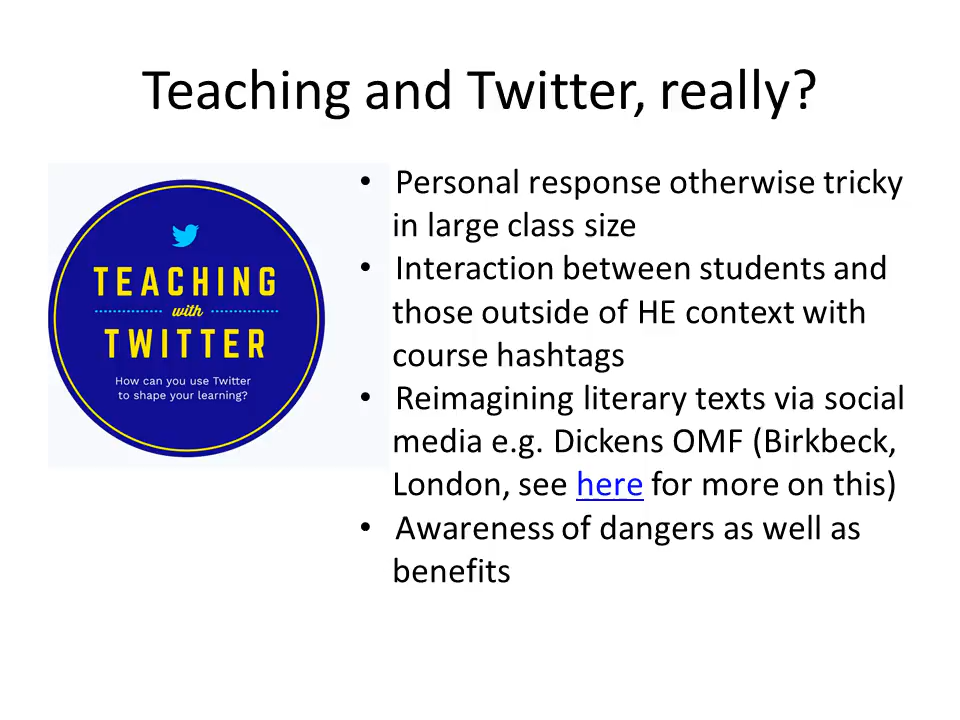 Teaching and Twitter, really?
TEACHING
with
TWITTER
How can you use Twitter
to shape your learning?
• Personal response otherwise tricky
in large class size
• Interaction between students and
those outside of HE context with
course hashtags
• Reimagining literary texts via social
media e.g. Dickens OMF (Birkbeck,
London, see here for more on this)
• Awareness of dangers as well as
benefits